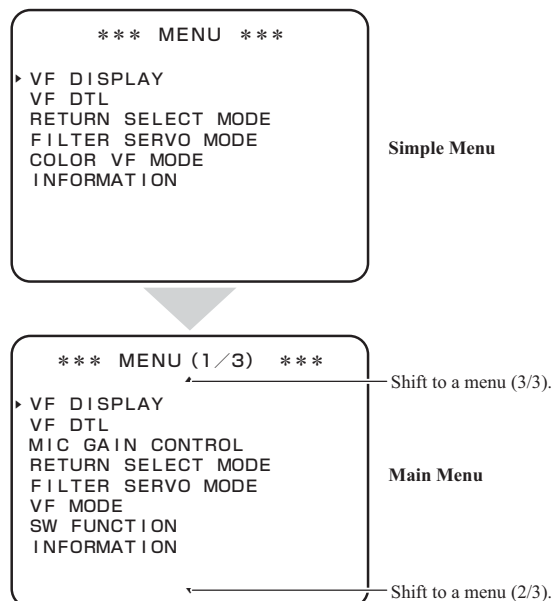 *** MENU ***
VF DISPLAY
VF DTL
RETURN SELECT MODE
FILTER SERVO MODE
COLOR VF MODE
INFORMATION
Simple Menu
*** MENU (1/3) ***
Shift to a menu (3/3).
VF DISPLAY
VF DTL
MIC GAIN CONTROL
RETURN SELECT MODE
FILTER SERVO MODE
VF MODE
SW FUNCTION
INFORMATION
Main Menu
Shift to a menu (2/3).